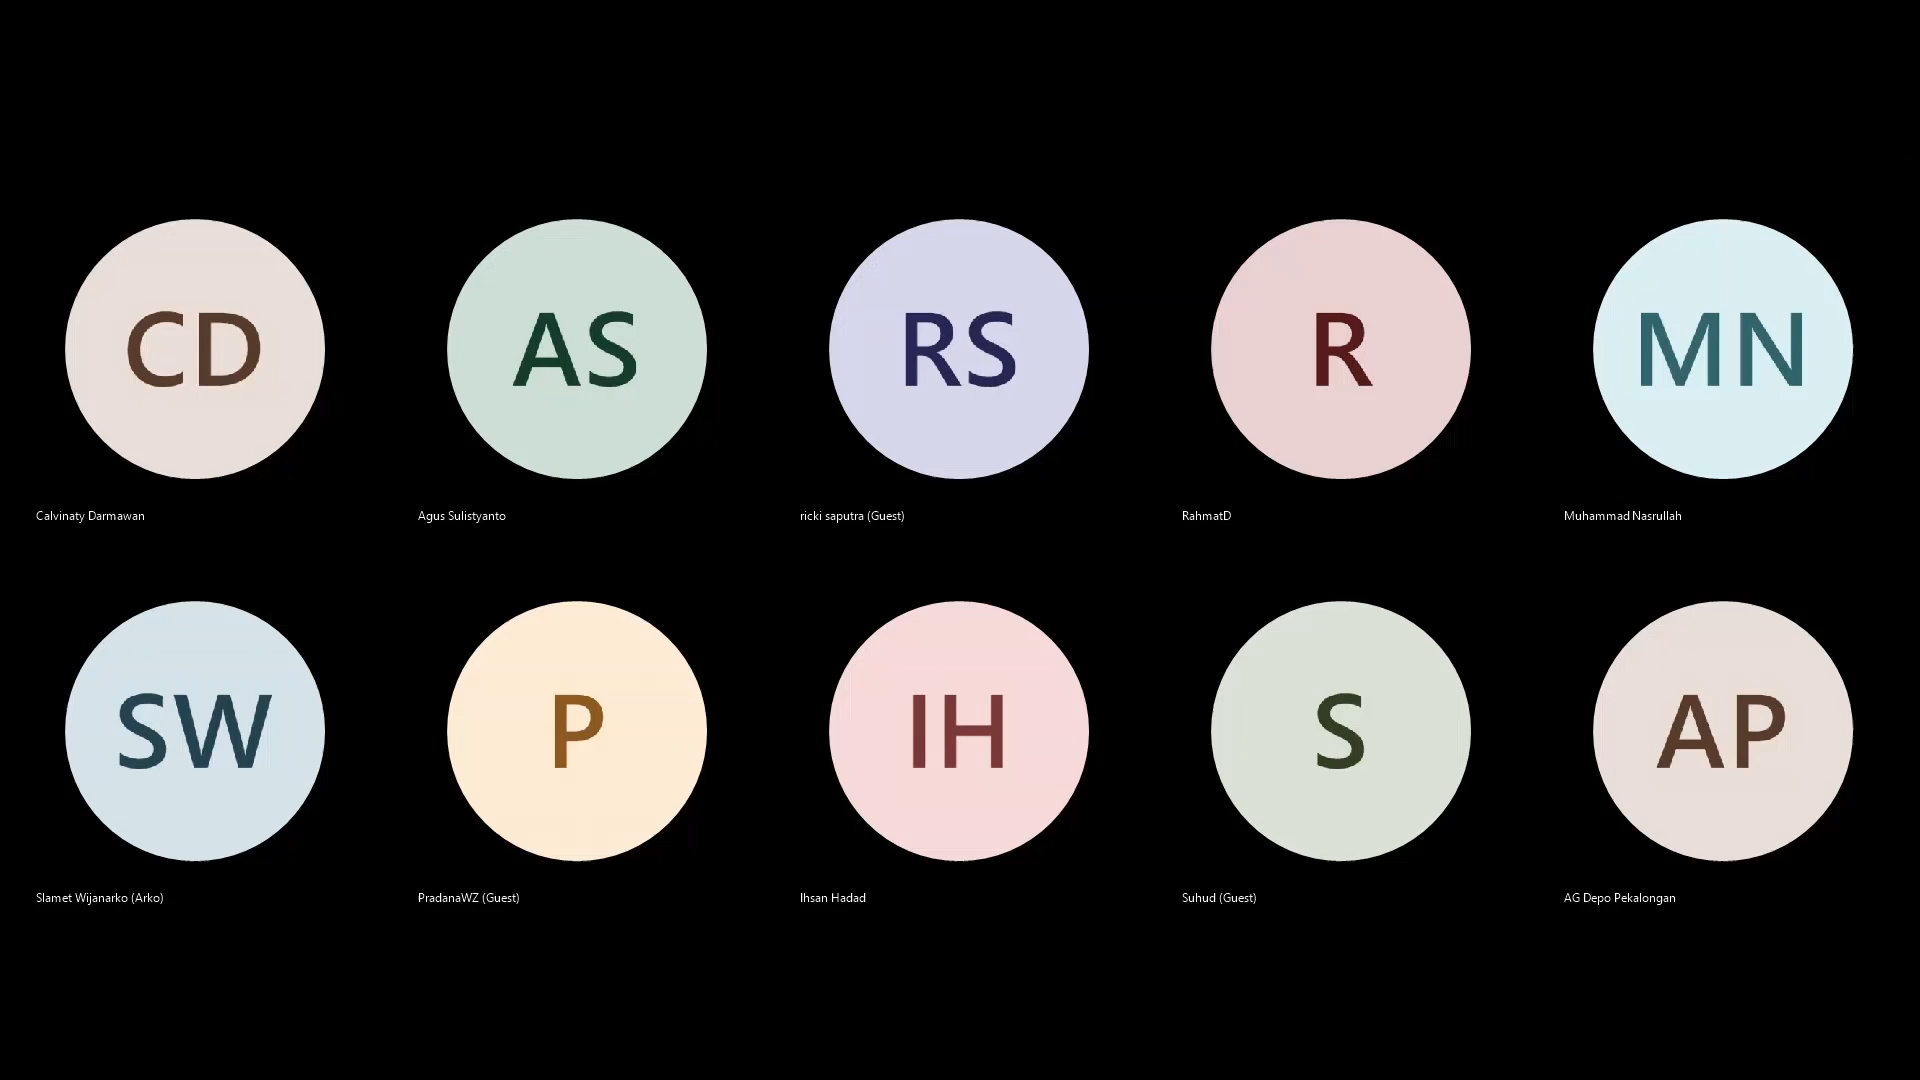 CD
AS
RS
R
MN
Calvinaty Darmawan
Agus Sulistyanto
ricki saputra (Guest)
RahmatD
Muhammad Nasrullah
SW
P
IH
S
AP
Slamet Wijanarko (Arko)
PradanaWZ (Guest)
Ihsan Hadad
Suhud (Guest)
AG Depo Pekalongan